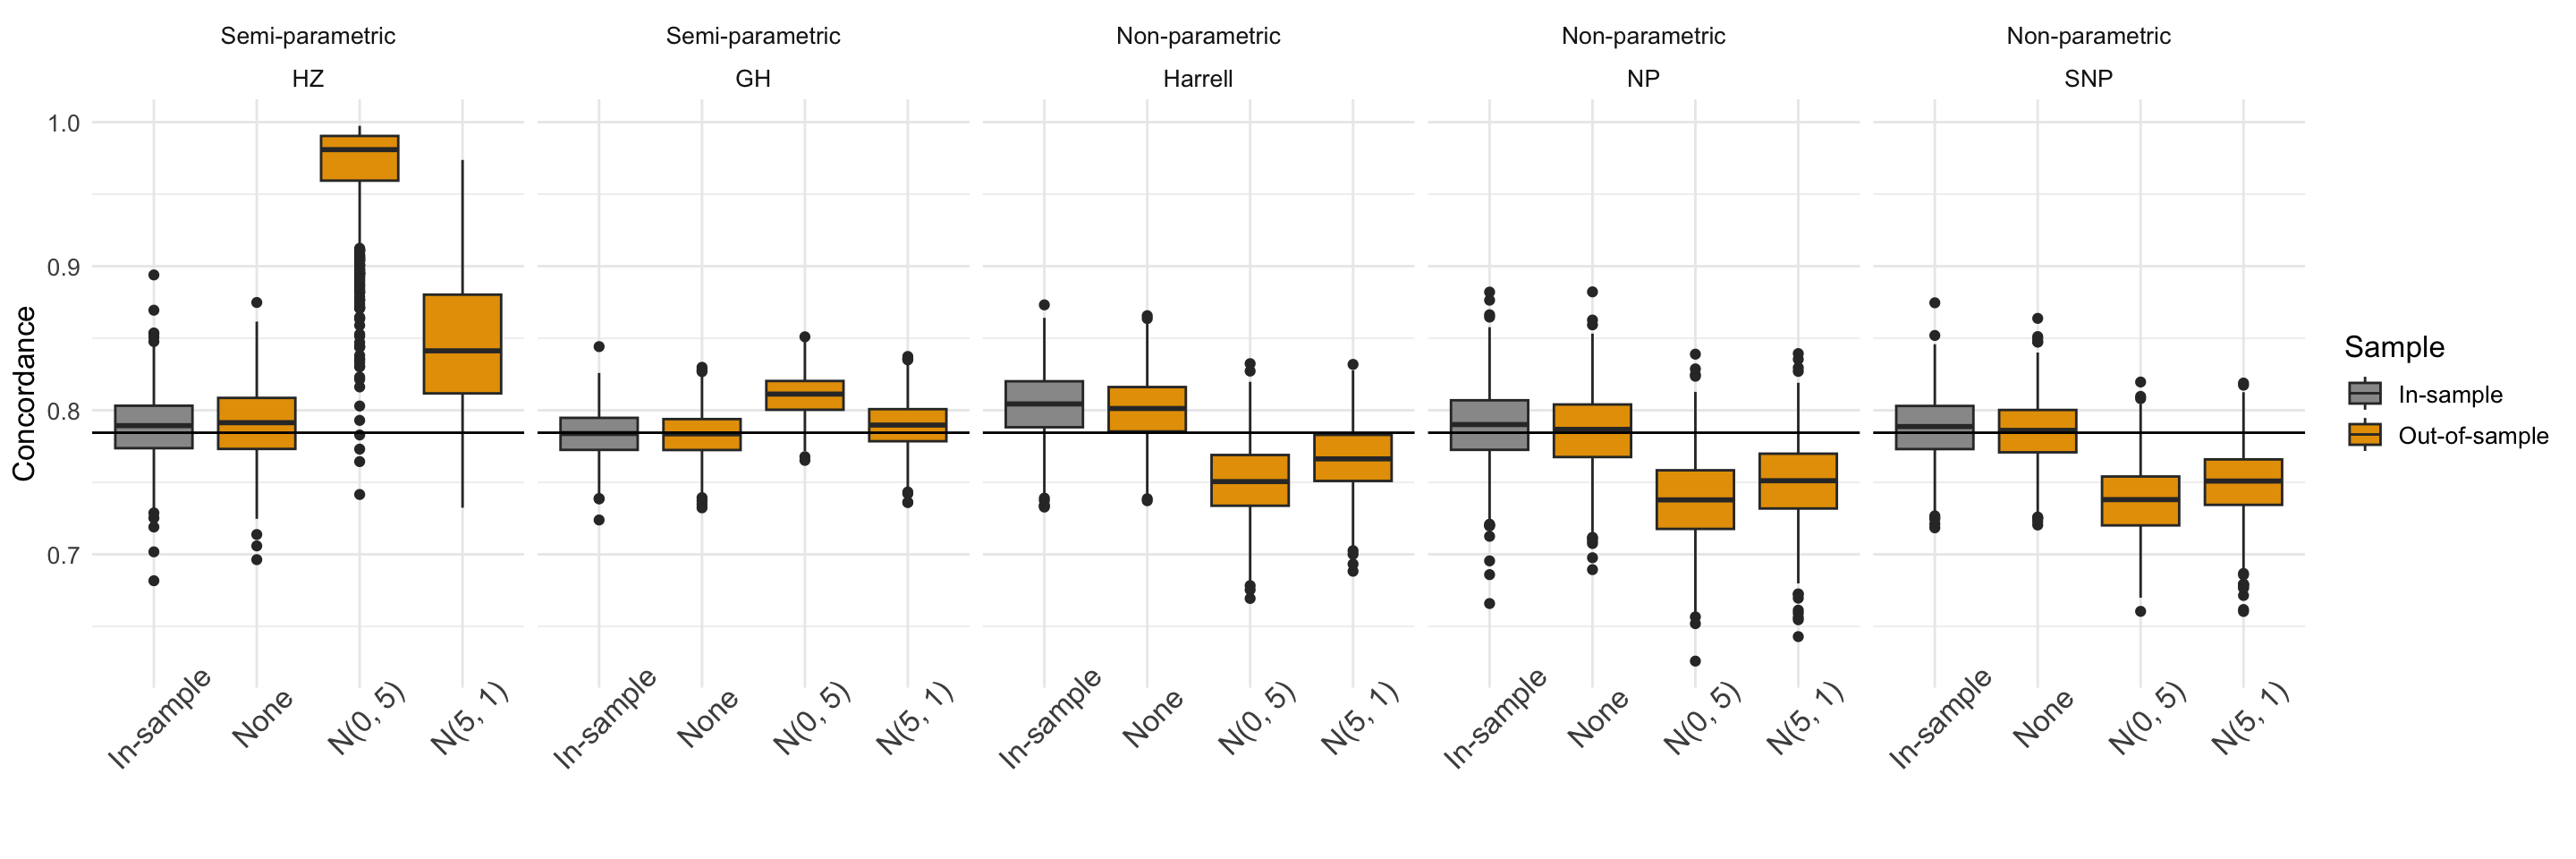 Semi-parametric Semi-parametric Non-parametric Non-parametric Non-parametric
HZ GH Harrell NP SNP
Concordance
1.0
0.9
0.8
0.7
In-sample None N(0, 5) N(5, 1) In-sample None N(0, 5) N(5, 1) In-sample None N(0, 5) N(5, 1) In-sample None N(0, 5) N(5, 1) In-sample None N(0, 5) N(5, 1)
Sample
In-sample
Out-of-sample